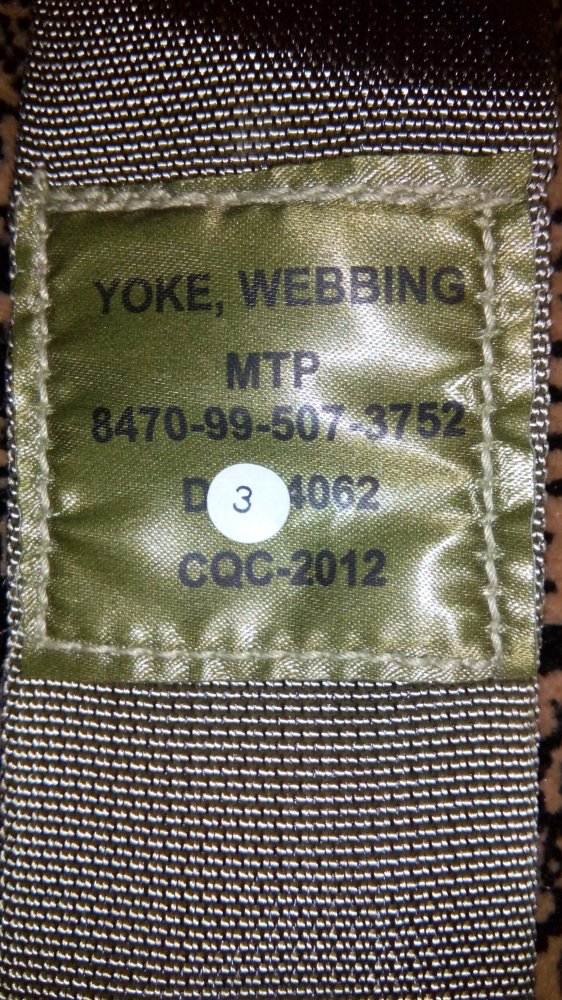 YOKE, WEBBING
MTP
8470-99-507-3752
3
4062
CQC-2012